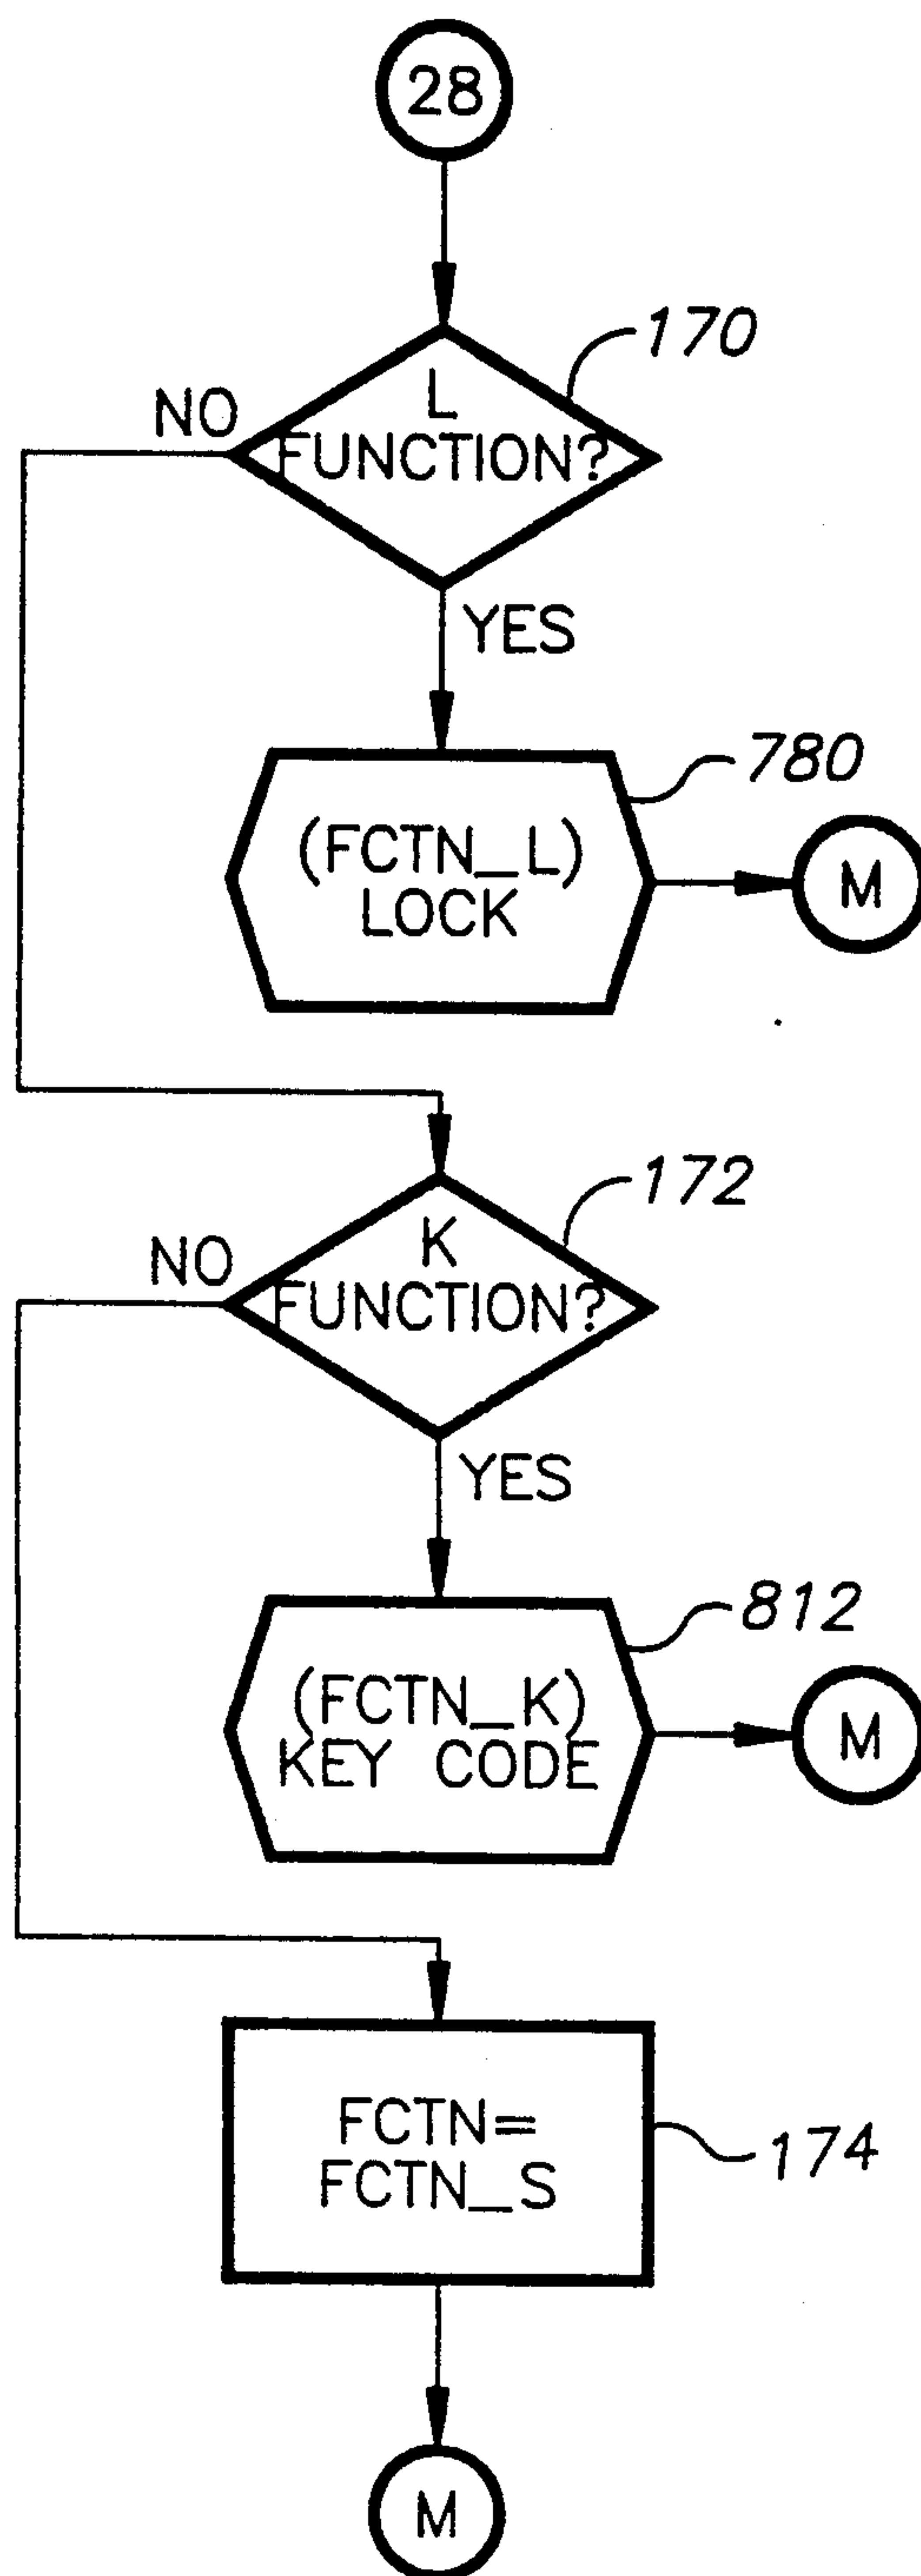 28
170
L
NO
FUNCTION?
YES
780
(FCTN_L)
LOCK
M
172
K
NO
FUNCTION?
YES
812
(FCTN_K)
KEY CODE
M
FCTN=
FCTN_S
174
M